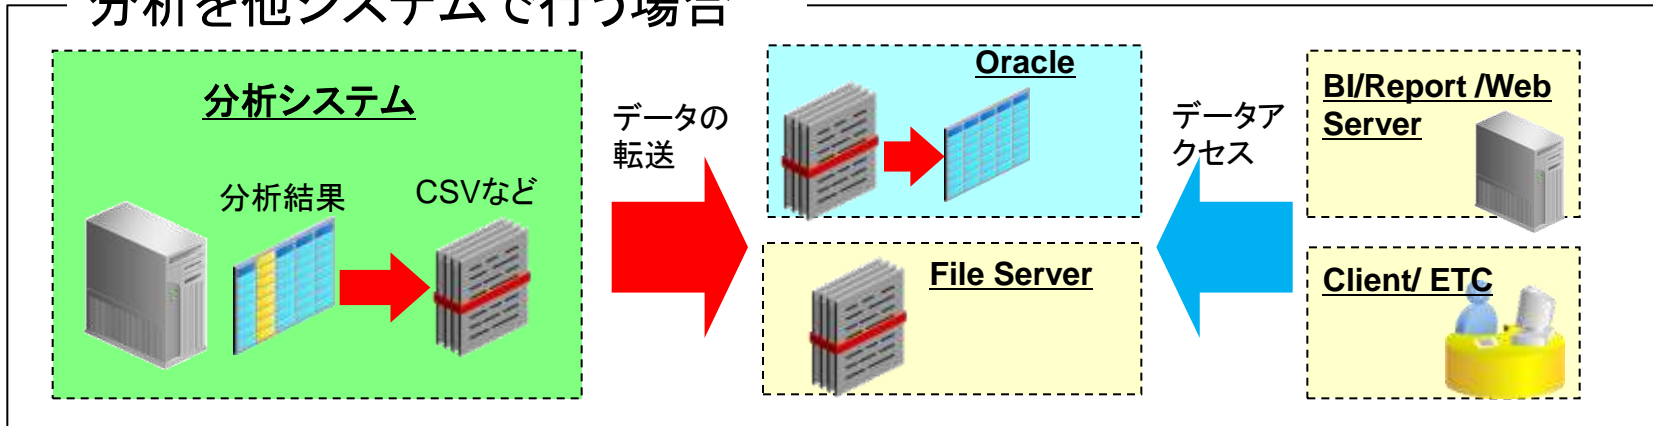 分析を他システムで行う場合
分析システム
分析結果
CSVなど
データの
転送
Oracle
File Server
データア
クセス
BI/Report /Web
Server
Client/ ETC